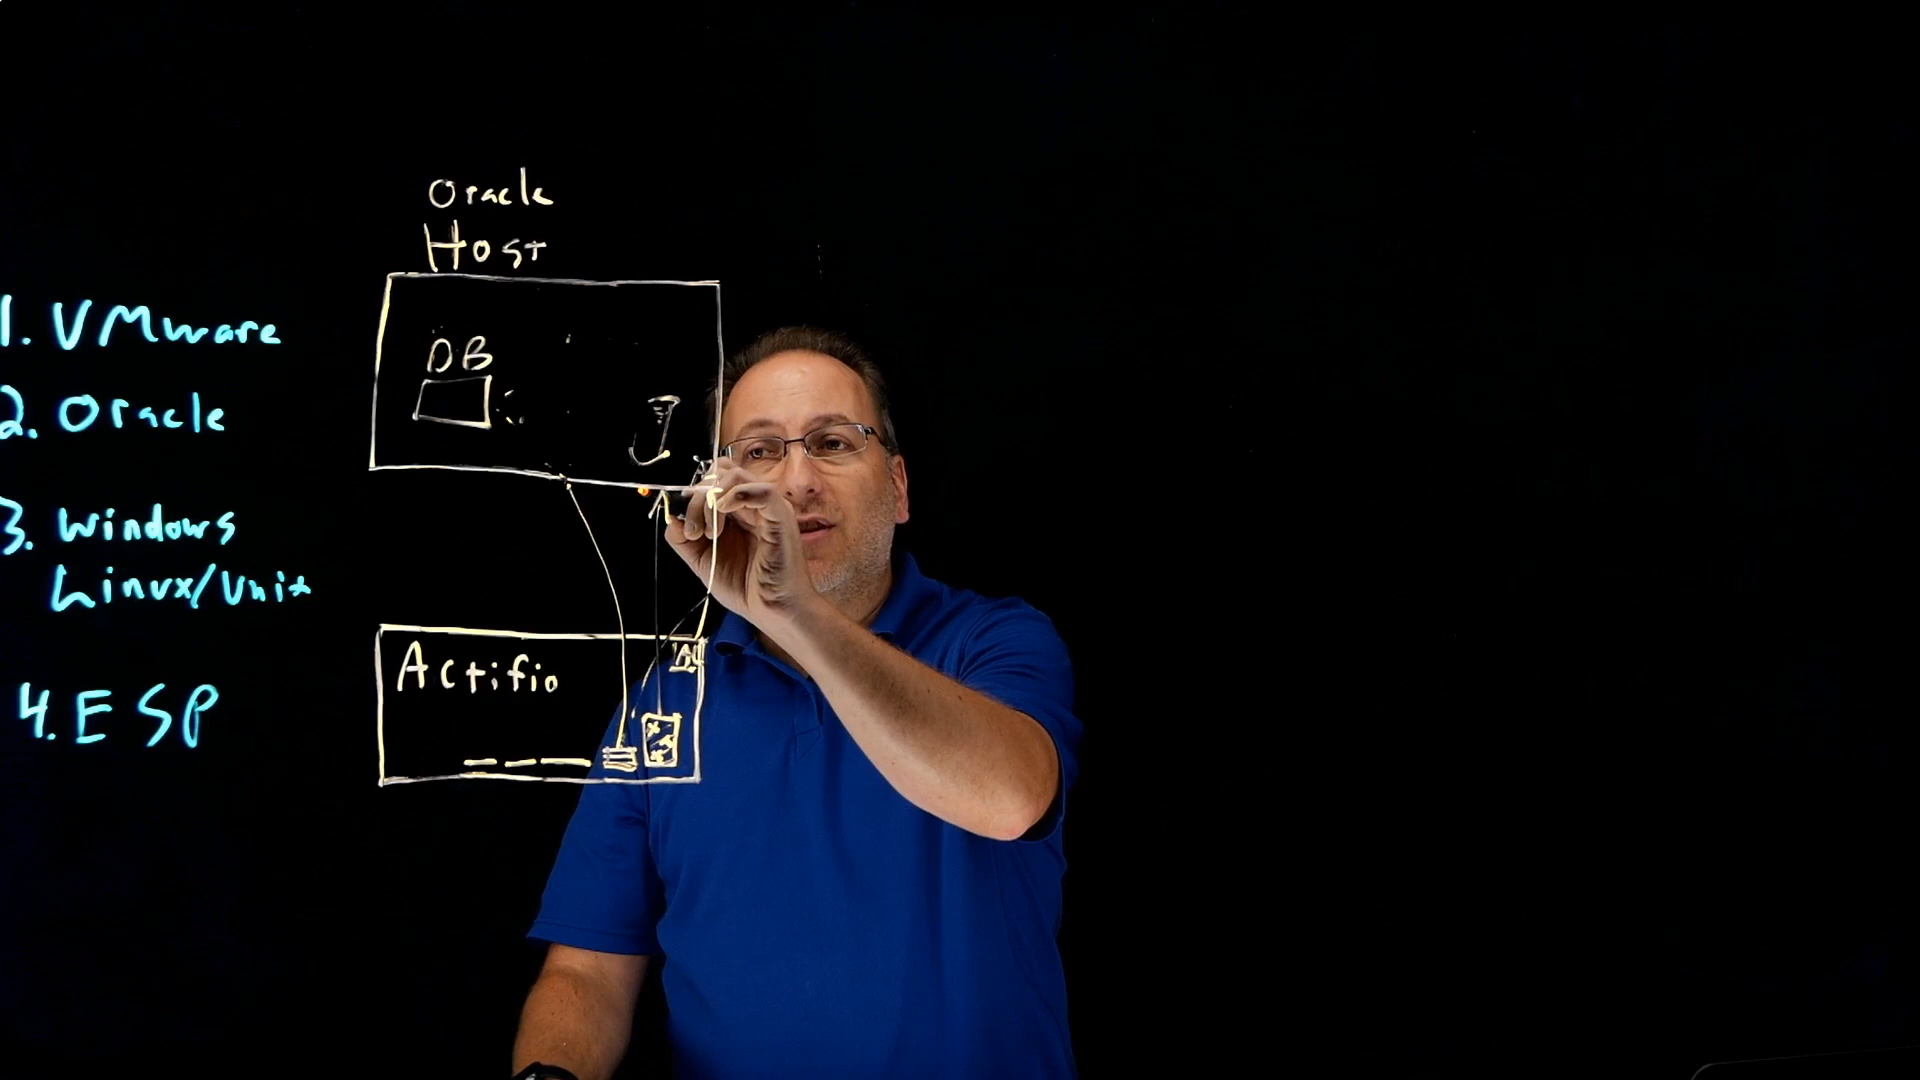 1. VMware
2. Oracle
3. Windows
Linux/Unix
4. ESP
Oracle
Host
DB
Actifio